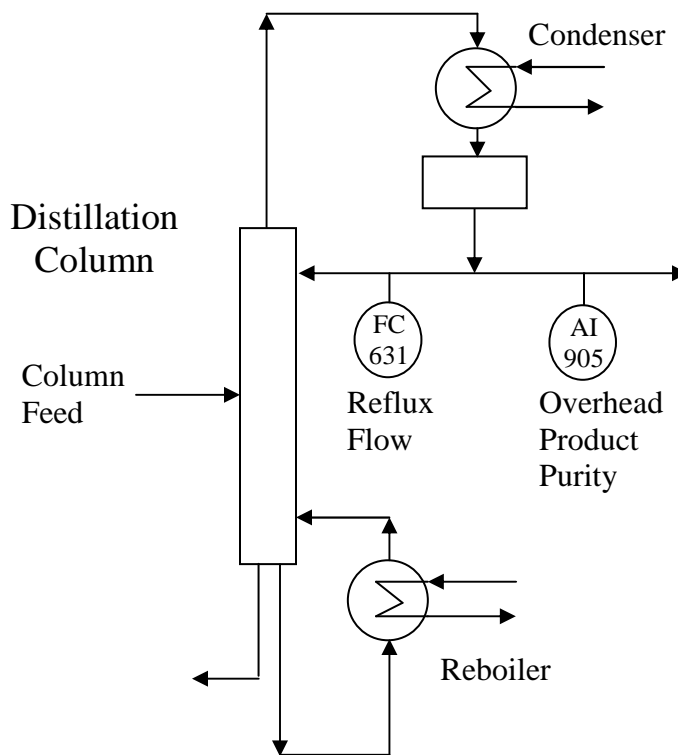 Condenser
Distillation
Column
FC
631
AI
905
Column
Feed
Reflux
Flow
Overhead
Product
Purity
Reboiler